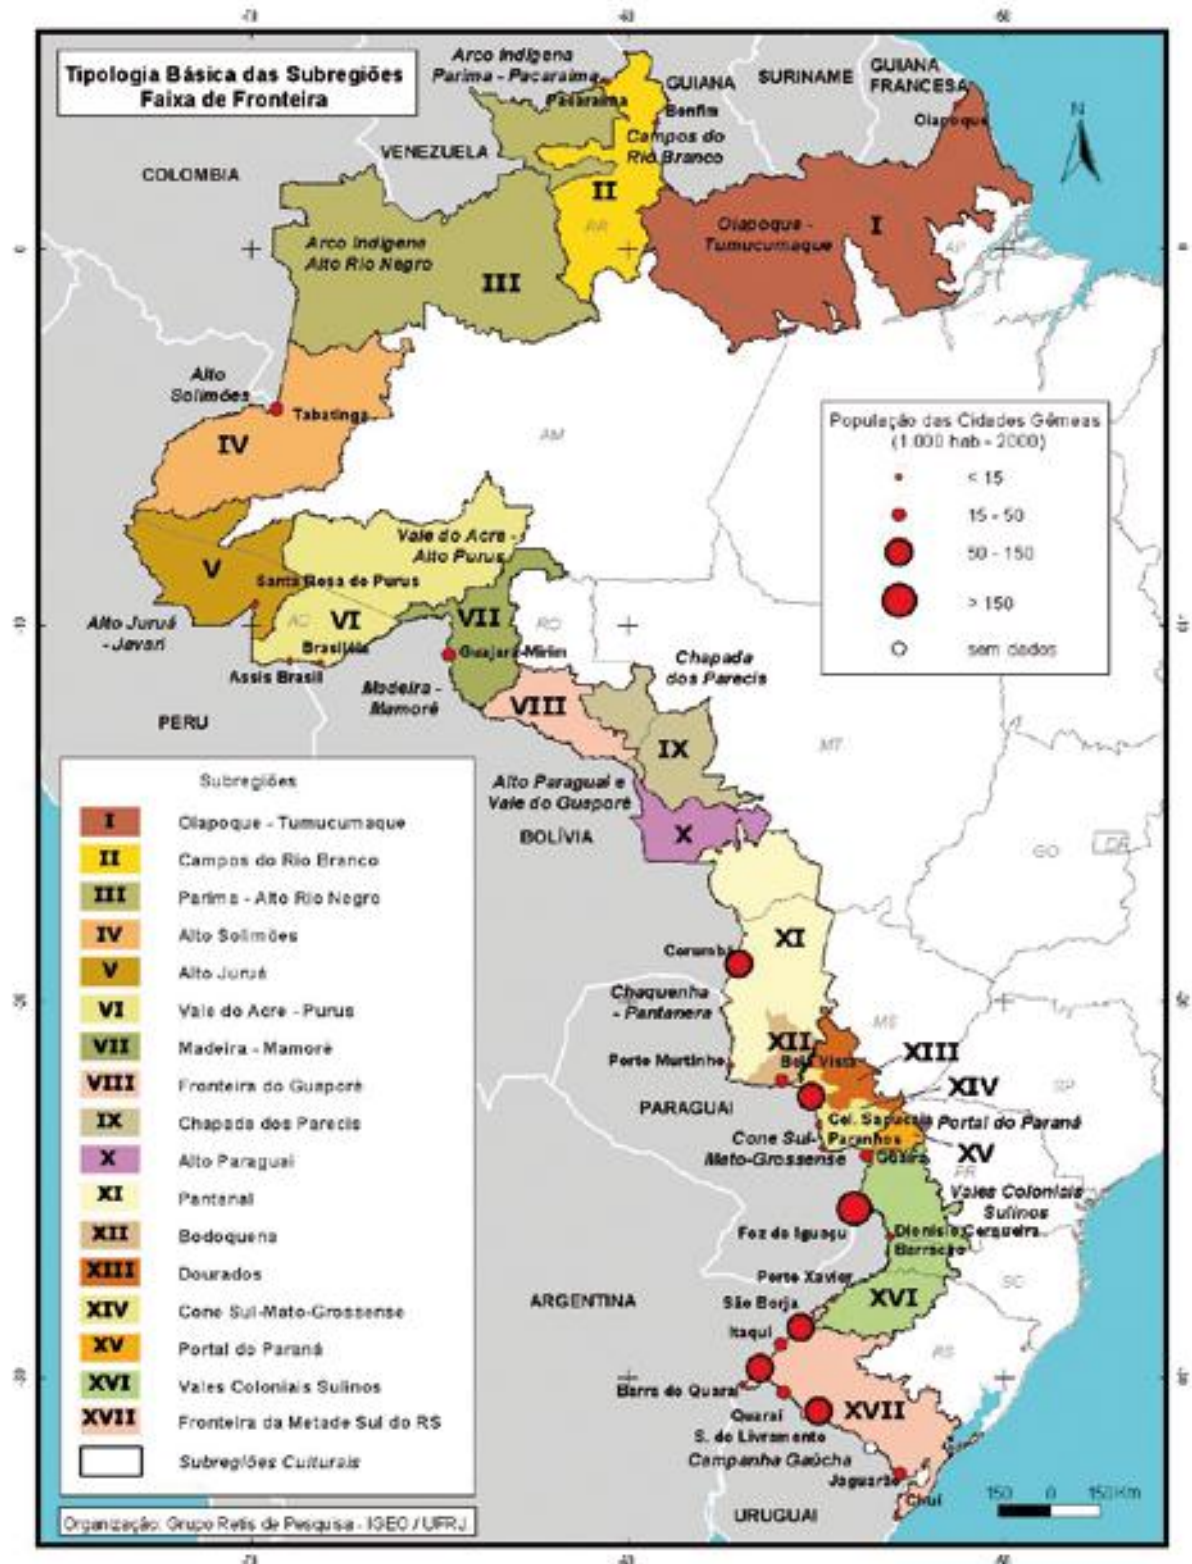 Tipologia Básica das Subregiões
Faixa de Fronteira
Arco Indígena
Parima - Pacaraima
Pacaraima
GUIANA
SURINAME
GUIANA
FRANCESA
Oiapoque
Bonfim
Campos do
Rio Branco
N
VENEZUELA
COLOMBIA
II
RR
Oiapoque -
Tumucumaque
I
AP
Arco Indígena
Alto Rio Negro
III
Alto
Solimões
Tabatinga
IV
AM
População das Cidades Gêmeas
(1.000 hab - 2000)
< 15
15 - 50
50 - 150
> 150
sem dados
Vale do Acre -
Alto Purus
V
Santa Rosa do Purus
VI
AC
VII
RO
Alto Juruá
- Javari
Brasiléia
Assis Brasil
Guajará-Mirim
Madeira -
Mamoré
Chapada
dos Parecis
VIII
PERU
IX
MT
Alto Paraguai e
Vale do Guaporé
BOLÍVIA
X
GO
DF
XI
Corumbá
Chaquenha
- Pantanera
MS
XII
XIII
Porto Murtinho
Bela Vista
XIV
SP
PARAGUAI
Cel. Sapucaia
Portal do Paraná
Cone Sul-
Mato-Grossense
Paranhos
Guaíra
XV
PR
Vales Coloniais
Sulinos
Foz do Iguaçu
Dionísio Cerqueira
Barracão
Porto Xavier
SC
ARGENTINA
São Borja
XVI
Itaqui
RS
Barra do Quaraí
Quaraí
XVII
S. do Livramento
Campanha Gaúcha
Jaguarão
Chuí
URUGUAI
150 0 150 Km
Subregiões
I Oiapoque - Tumucumaque
II Campos do Rio Branco
III Parima - Alto Rio Negro
IV Alto Solimões
V Alto Juruá
VI Vale do Acre - Purus
VII Madeira - Mamoré
VIII Fronteira do Guaporé
IX Chapada dos Parecis
X Alto Paraguai
XI Pantanal
XII Bodoquena
XIII Dourados
XIV Cone Sul-Mato-Grossense
XV Portal do Paraná
XVI Vales Coloniais Sulinos
XVII Fronteira da Metade Sul do RS
Subregiões Culturais
Organização: Grupo Retis de Pesquisa - IGEO / UFRJ